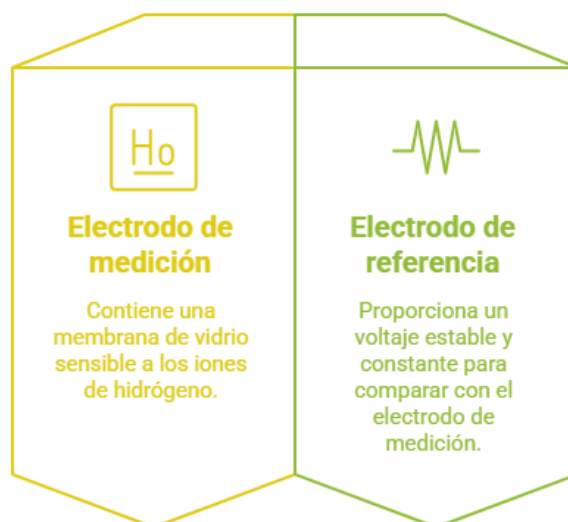 Ho
Electrodo de
medición
Contiene una
membrana de vidrio
sensible a los iones
de hidrógeno.
Electrodo de
referencia
Proporciona un
voltaje estable y
constante para
comparar con el
electrodo de
medición.